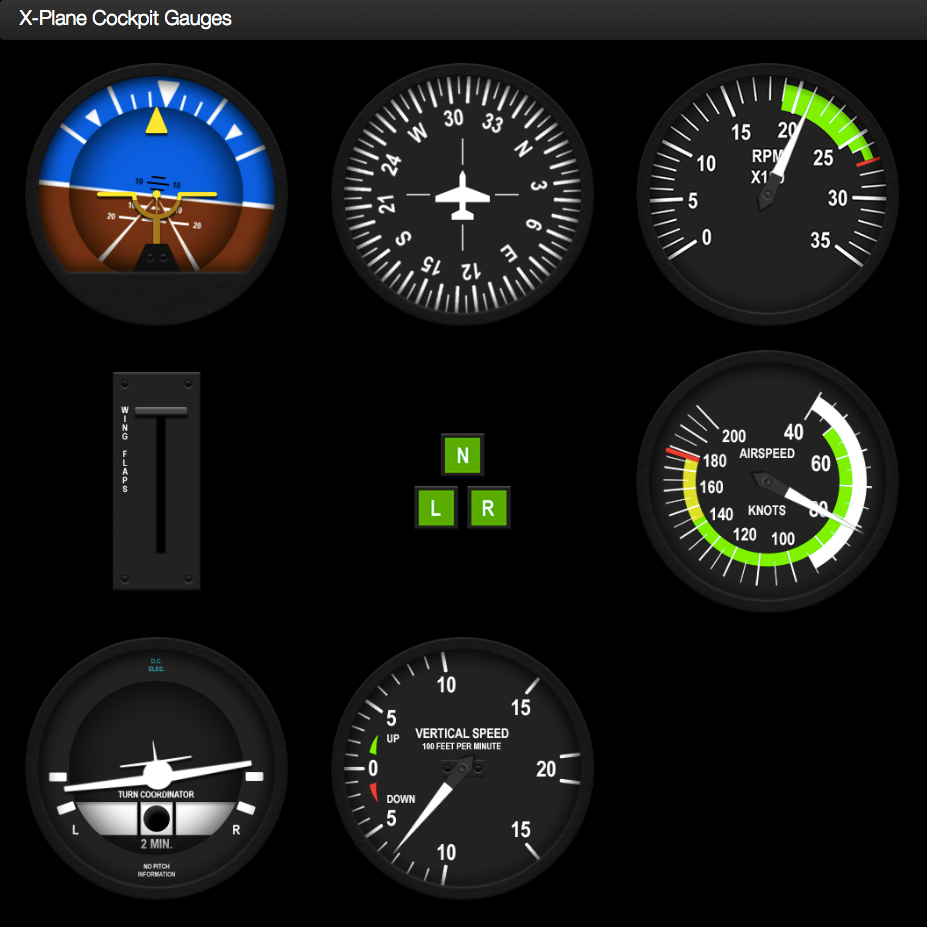 X-Plane Cockpit Gauges
10 10
20 20
30 33 N 3 6 E 12 15 S 21 24 W
0 5 10 15 20 25 30 35
RPM
WING FLAPS
N
L R
40 60 80 100 120 140 160 180 200
AIRSPEED
KNOTS
D.C.
ELEC.
TURN COORDINATOR
L R
2 MIN.
NO PITCH
INFORMATION
10
5 15
UP
VERTICAL SPEED
100 FEET PER MINUTE
0 20
DOWN
5 15
10